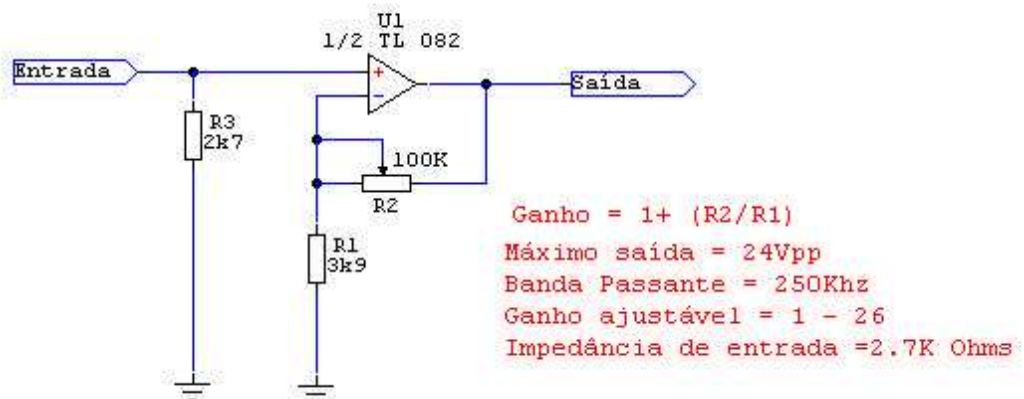 U1
1/2 TL 082
Entrada
+
-
Saída
R3
2k7
100K
R2
R1
3k9
Ganho = 1+ (R2/R1)
Máximo saída = 24Vpp
Banda Passante = 250Khz
Ganho ajustável = 1 - 26
Impedância de entrada =2.7K Ohms